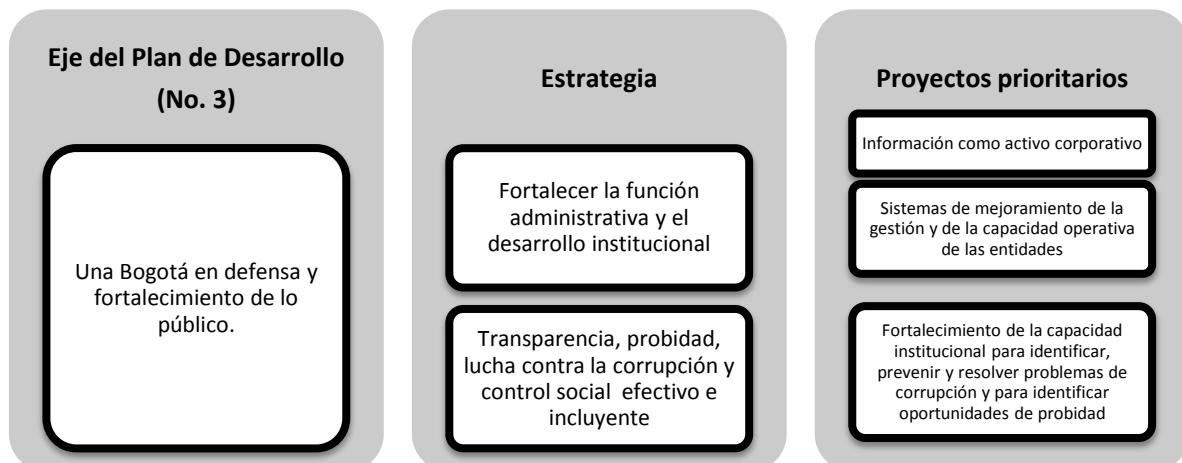 Eje del Plan de Desarrollo
(No. 3)
Una Bogotá en defensa y
fortalecimiento de lo
público.
Estrategia
Fortalecer la función
administrativa y el
desarrollo institucional
Transparencia, probidad,
lucha contra la corrupción y
control social efectivo e
incluyente
Proyectos prioritarios
Información como activo corporativo
Sistemas de mejoramiento de la
gestión y de la capacidad operativa
de las entidades
Fortalecimiento de la capacidad
institucional para identificar,
prevenir y resolver problemas de
corrupción y para identificar
oportunidades de probidad